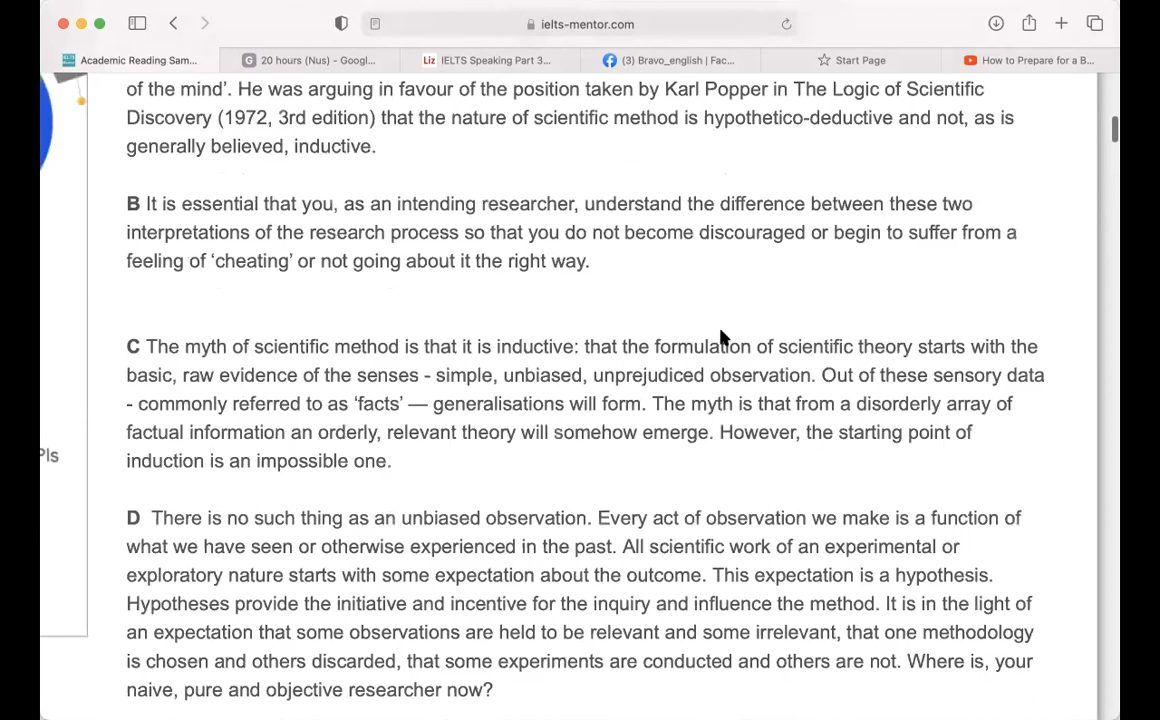 ielts-mentor.com
Academic Reading Sam...
G 20 hours (Nus) - Googl...
Liz IELTS Speaking Part 3...
(3) Bravo_english | Fac...
Start Page
How to Prepare for a B...
of the mind’. He was arguing in favour of the position taken by Karl Popper in The Logic of Scientific
Discovery (1972, 3rd edition) that the nature of scientific method is hypothetico-deductive and not, as is
generally believed, inductive.
B It is essential that you, as an intending researcher, understand the difference between these two
interpretations of the research process so that you do not become discouraged or begin to suffer from a
feeling of ‘cheating’ or not going about it the right way.
C The myth of scientific method is that it is inductive: that the formulation of scientific theory starts with the
basic, raw evidence of the senses - simple, unbiased, unprejudiced observation. Out of these sensory data
- commonly referred to as ‘facts’ — generalisations will form. The myth is that from a disorderly array of
factual information an orderly, relevant theory will somehow emerge. However, the starting point of
PIs
induction is an impossible one.
D There is no such thing as an unbiased observation. Every act of observation we make is a function of
what we have seen or otherwise experienced in the past. All scientific work of an experimental or
exploratory nature starts with some expectation about the outcome. This expectation is a hypothesis.
Hypotheses provide the initiative and incentive for the inquiry and influence the method. It is in the light of
an expectation that some observations are held to be relevant and some irrelevant, that one methodology
is chosen and others discarded, that some experiments are conducted and others are not. Where is, your
naive, pure and objective researcher now?